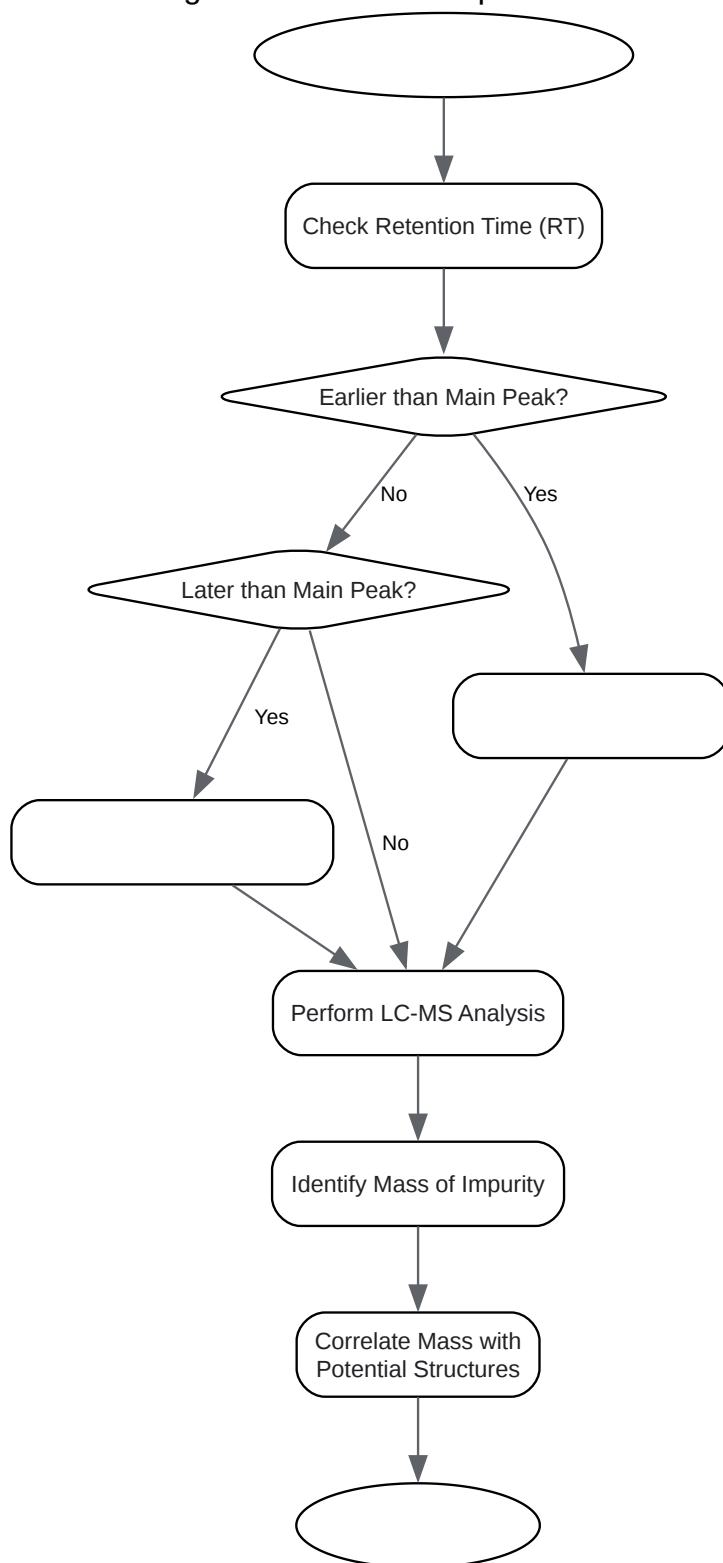 Check Retention Time (RT)
Earlier than Main Peak?
No
Yes
Later than Main Peak?
Yes
No
Perform LC-MS Analysis
Identify Mass of Impurity
Correlate Mass with
Potential Structures